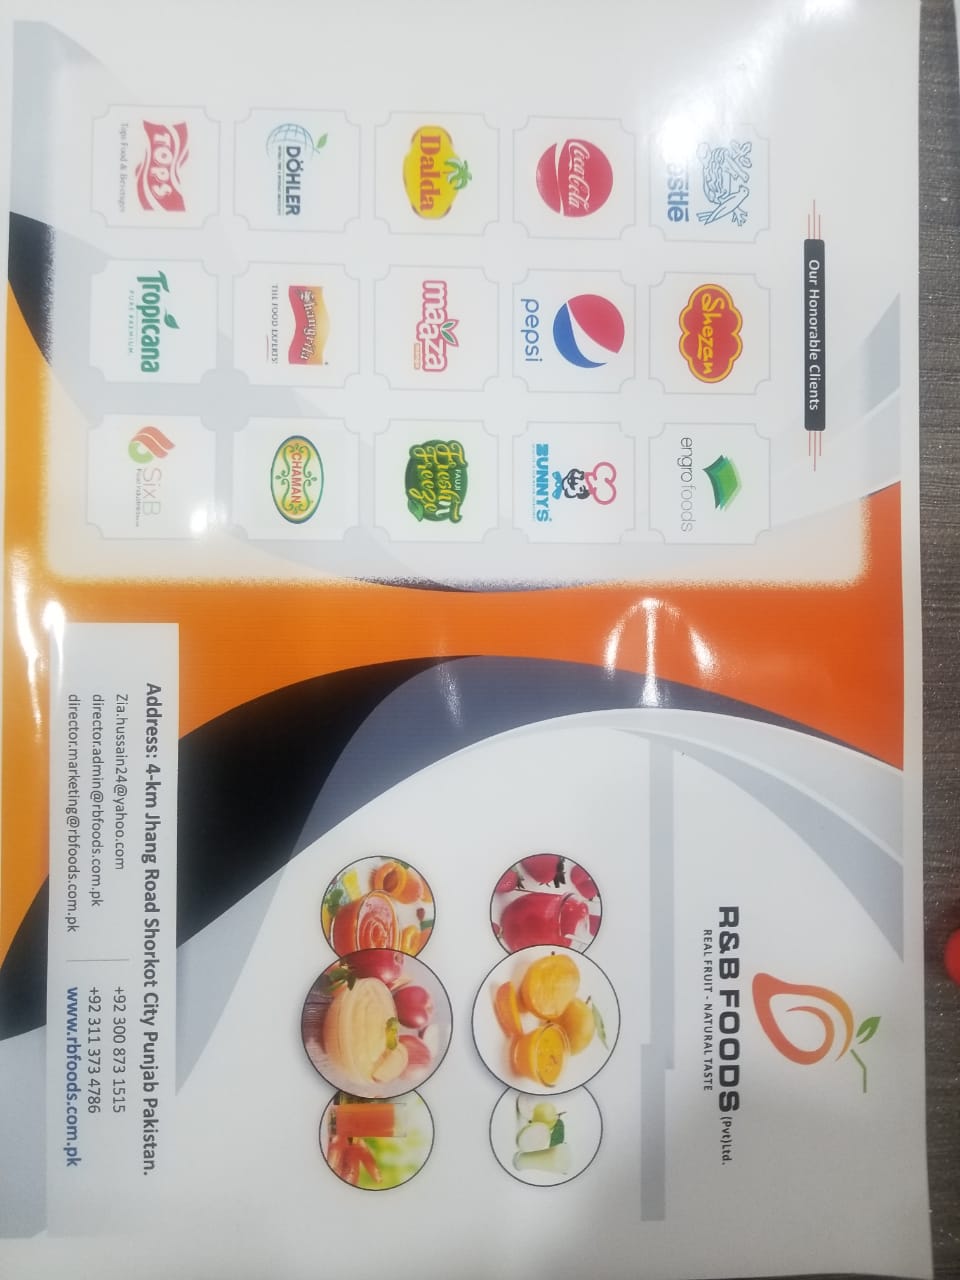 Our Honorable Clients
Nestlé
Shezan
engro foods
Coca-Cola
pepsi
BUNNY'S
Dalda
maaza
mango
FAUJI
Fresh n
Freeze
DÖHLER
Shangrila
THE FOOD EXPERTS!
CHAMAN
TOPS
Tops Food & Beverages
Tropicana
PURE PREMIUM
SixB
Food Industries
R&B FOODS (Pvt)Ltd.
REAL FRUIT - NATURAL TASTE
Address: 4-km Jhang Road Shorkot City Punjab Pakistan.
Zia.hussain24@yahoo.com
director.admin@rbfoods.com.pk
director.marketing@rbfoods.com.pk
+92 300 873 1515
+92 311 373 4786
www.rbfoods.com.pk